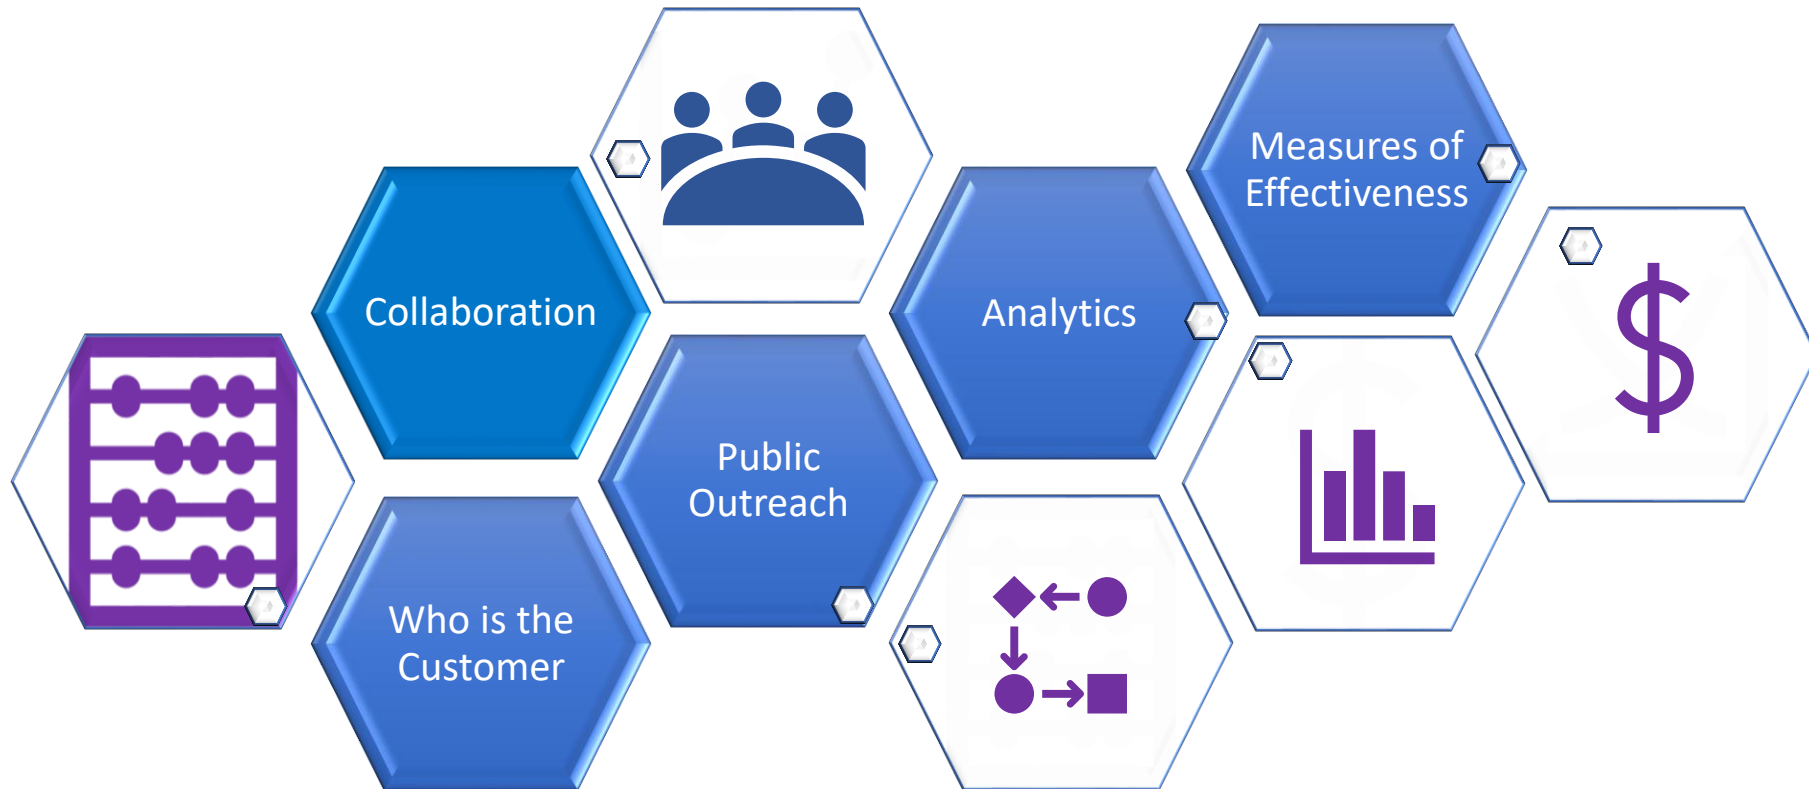 Collaboration
Who is the
Customer
Public
Outreach
Analytics
Measures of
Effectiveness